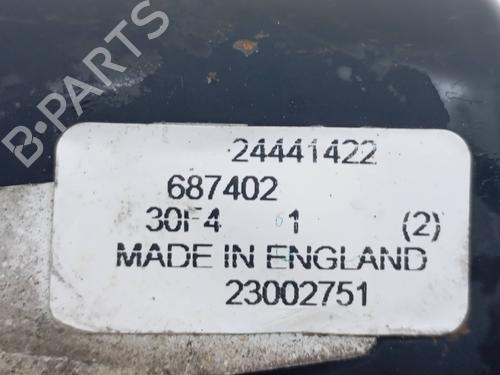 B-PARTS
24441422
687402
30F4 1 (2)
MADE IN ENGLAND
23002751